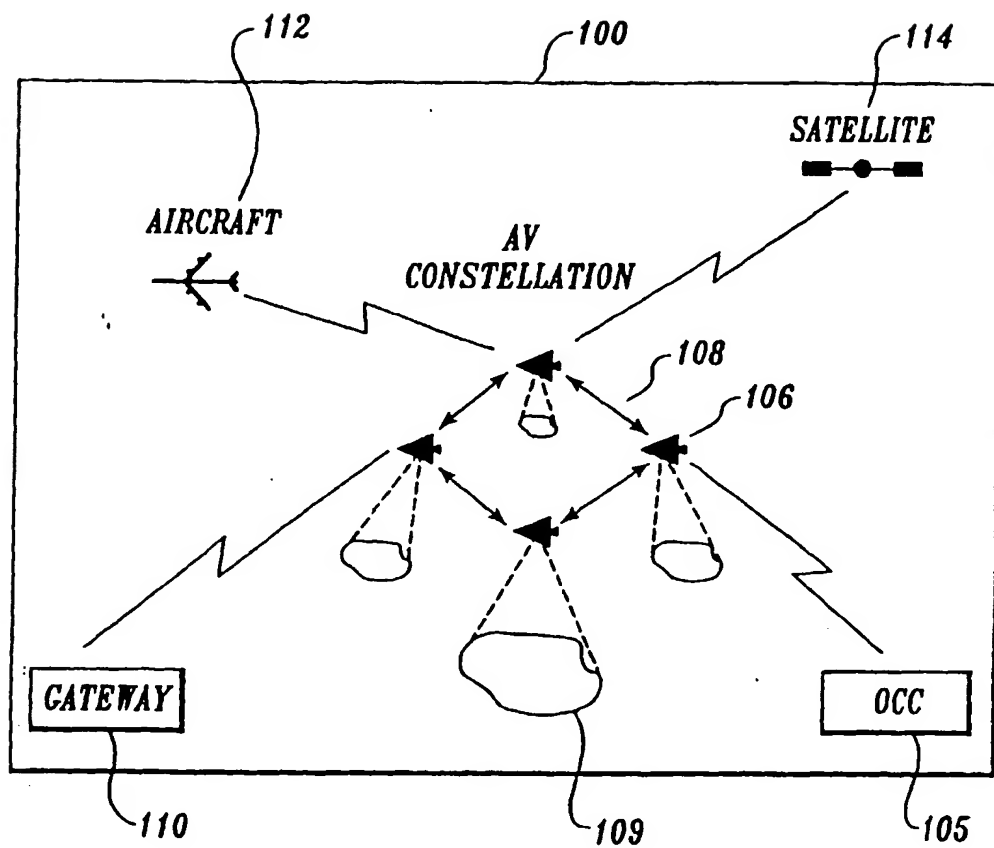 112
100
114
SATELLITE
AIRCRAFT
AV
CONSTELLATION
108
106
GATEWAY
OCC
110
109
105